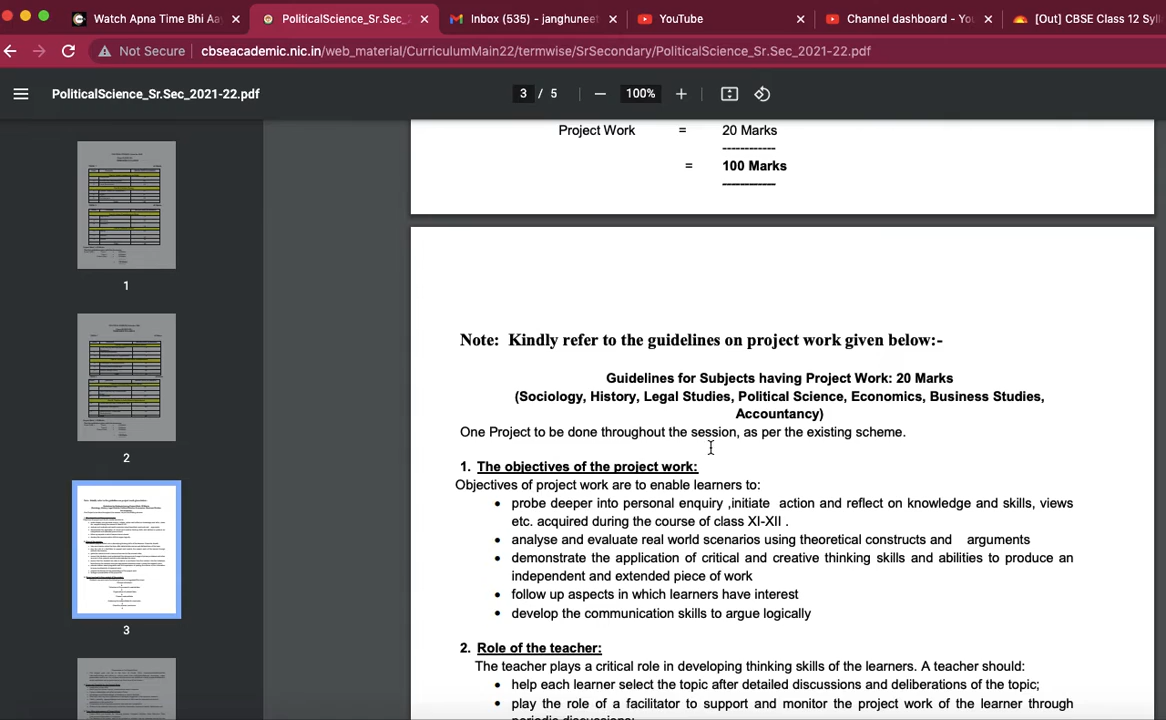 Watch Apna Time Bhi Aa
PoliticalScience_Sr.Sec_
Inbox (535) - janghuneet
YouTube
Channel dashboard - You
[Out] CBSE Class 12 Syll
Not Secure
cbseacademic.nic.in/web_material/CurriculumMain22/termwise/SrSecondary/PoliticalScience_Sr.Sec_2021-22.pdf
PoliticalScience_Sr.Sec_2021-22.pdf
3 / 5
100%
Project Work = 20 Marks
------------
= 100 Marks
------------
Note: Kindly refer to the guidelines on project work given below:-
Guidelines for Subjects having Project Work: 20 Marks
(Sociology, History, Legal Studies, Political Science, Economics, Business Studies,
Accountancy)
One Project to be done throughout the session, as per the existing scheme.
1. The objectives of the project work:
Objectives of project work are to enable learners to:
• probe deeper into personal enquiry ,initiate action and reflect on knowledge and skills, views
etc. acquired during the course of class XI-XII .
• analyse and evaluate real world scenarios using theoretical constructs and arguments
• demonstrate the application of critical and creative thinking skills and abilities to produce an
independent and extended piece of work
• follow up aspects in which learners have interest
• develop the communication skills to argue logically
2. Role of the teacher:
The teacher plays a critical role in developing thinking skills of the learners. A teacher should:
• help each learner select the topic after detailed discussions and deliberations of the topic;
• play the role of a facilitator to support and monitor the project work of the learner through
periodic discussions;
1
2
3